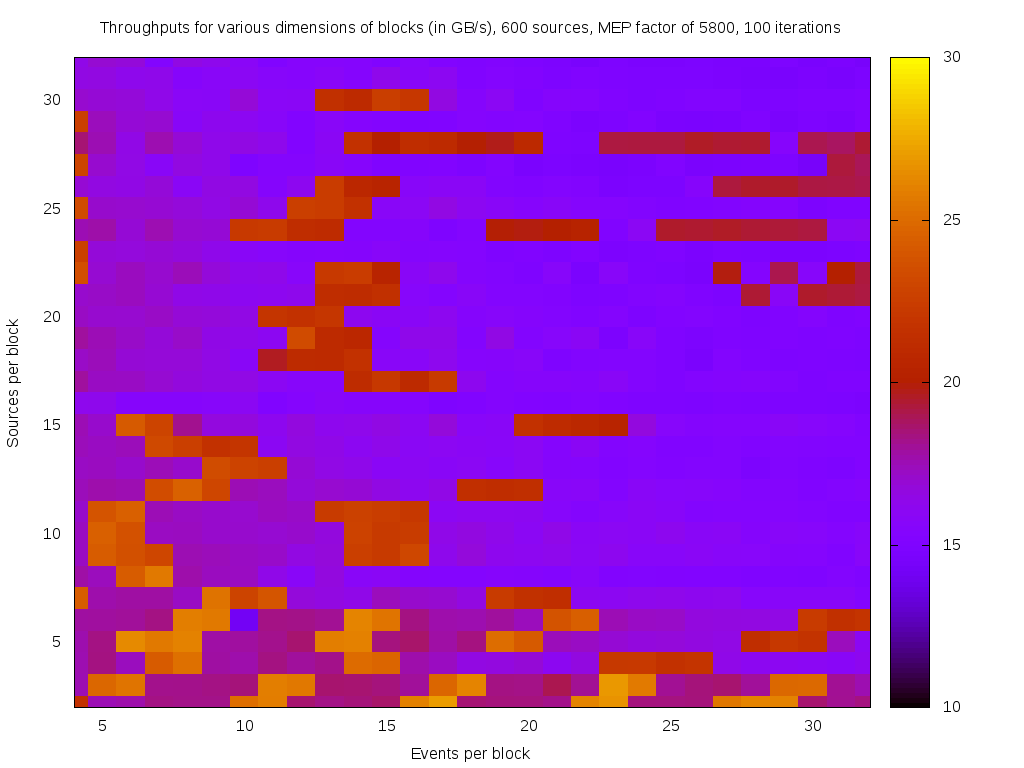 Throughputs for various dimensions of blocks (in GB/s), 600 sources, MEP factor of 5800, 100 iterations
30
25
20
15
10
5
Sources per block
5 10 15 20 25 30
Events per block
30
25
20
15
10